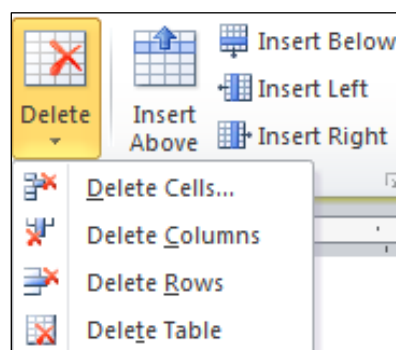 Delete
Insert
Above
Insert Below
Insert Left
Insert Right
Delete Cells...
Delete Columns
Delete Rows
Delete Table